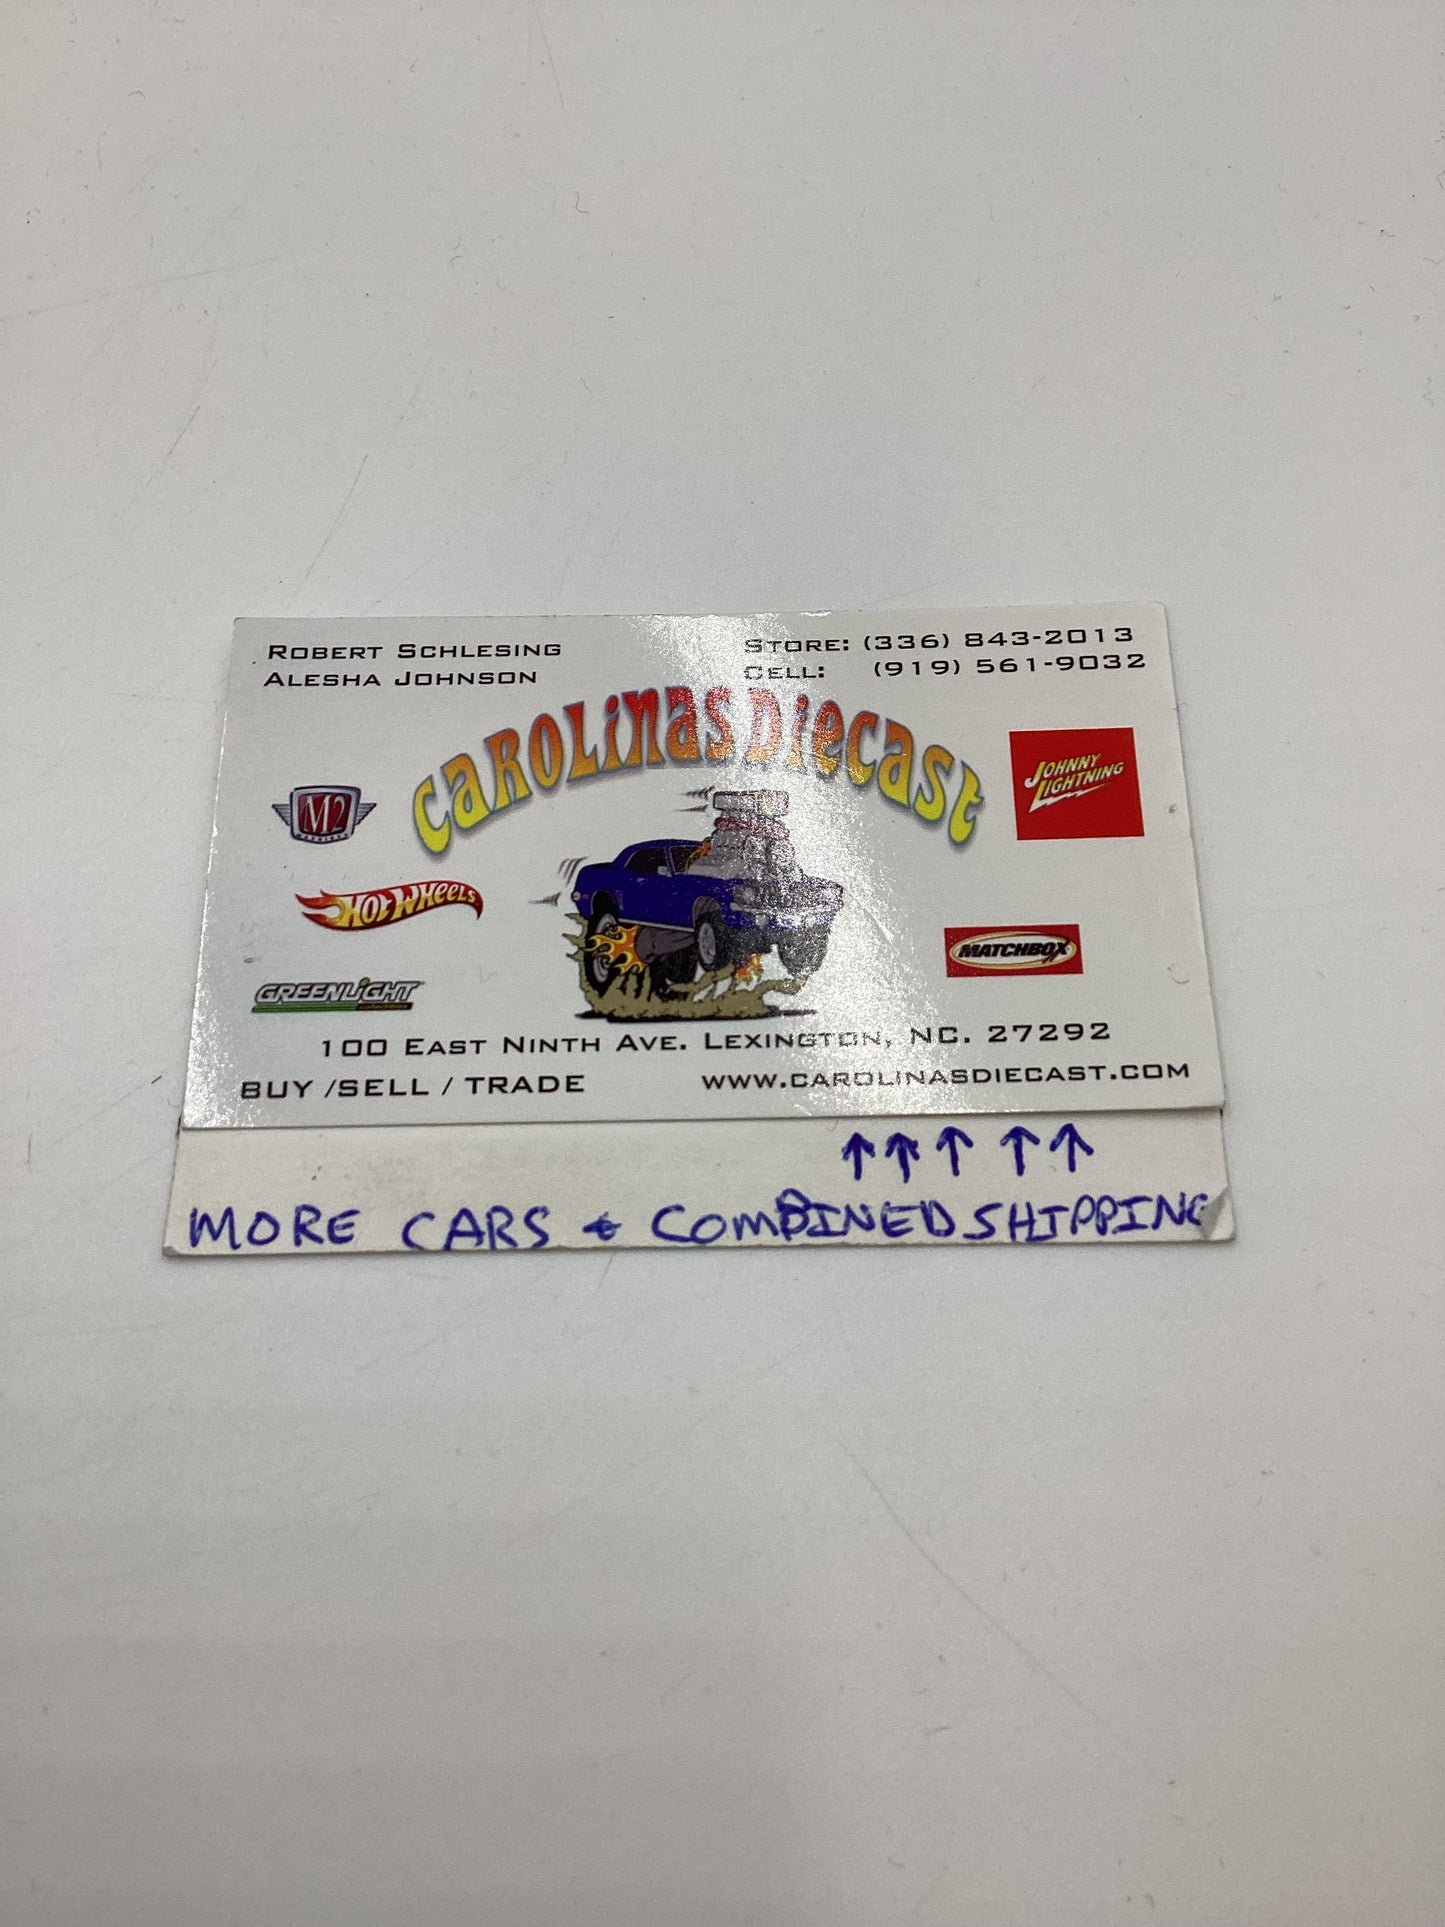 ROBERT SCHLESING
ALESHA JOHNSON
STORE: (336) 843-2013
CELL: (919) 561-9032
CAROLINAS DIECAST
M2
MACHINES
JOHNNY
LIGHTNING
HOT WHEELS
MATCHBOX
GREENLIGHT
100 EAST NINTH AVE. LEXINGTON, NC. 27292
BUY /SELL / TRADE
WWW.CAROLINASDIECAST.COM
↑↑↑ ↑↑
MORE CARS & COMBINED SHIPPING